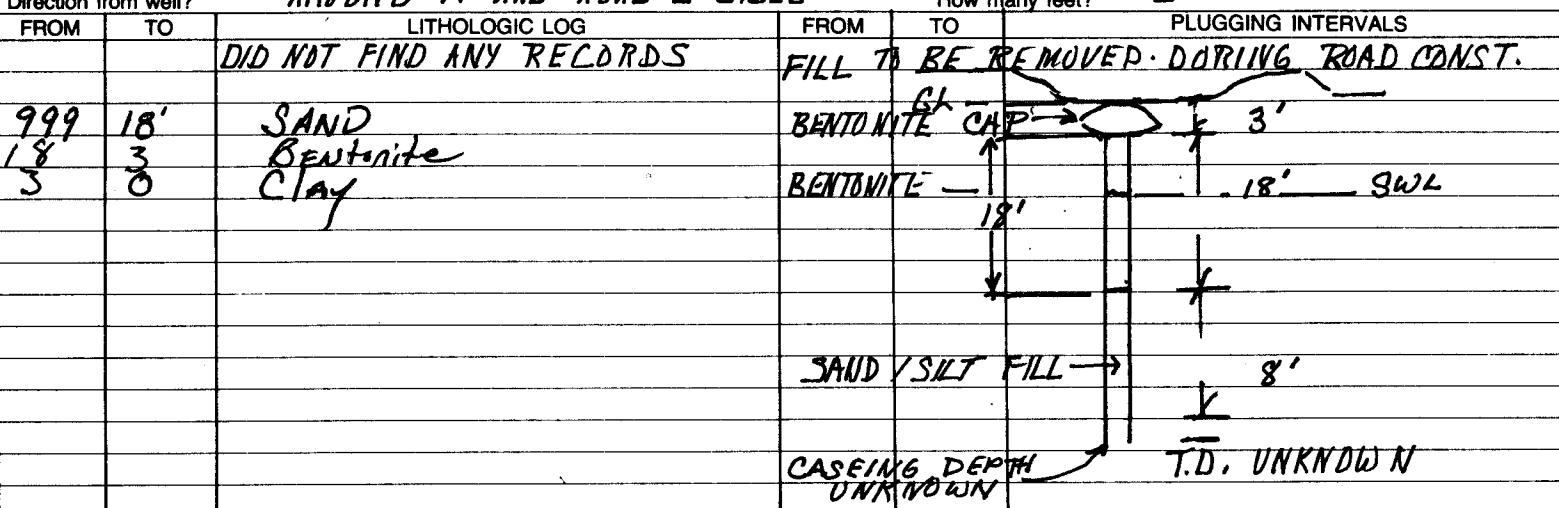 Direction from well? How many feet?
FROM TO LITHOLOGIC LOG FROM TO PLUGGING INTERVALS
DID NOT FIND ANY RECORDS
FILL TO BE REMOVED. DORING ROAD CONST.
GL
999 18' SAND
BENTONITE CAP 3'
18 3 Bentonite
3 0 Clay
BENTONITE 18' SWL
18'
SAND / SILT FILL 8'
CASEING DEPTH UNKNOWN
T.D. UNKNOWN